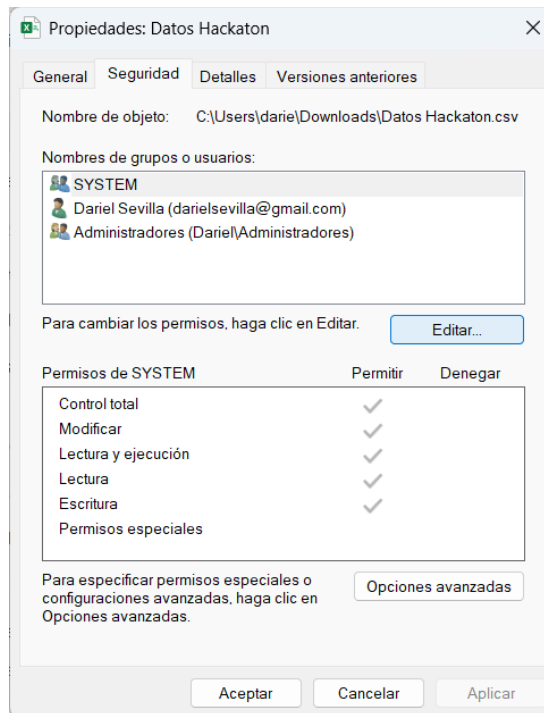 Propiedades: Datos Hackaton
General Seguridad Detalles Versiones anteriores
Nombre de objeto: C:\Users\darie\Downloads\Datos Hackaton.csv
Nombres de grupos o usuarios:
SYSTEM
Dariel Sevilla (darielsevilla@gmail.com)
Administradores (Dariel\Administradores)
Para cambiar los permisos, haga clic en Editar. Editar...
Permisos de SYSTEM Permitir Denegar
Control total
Modificar
Lectura y ejecución
Lectura
Escritura
Permisos especiales
Para especificar permisos especiales o
configuraciones avanzadas, haga clic en
Opciones avanzadas.
Opciones avanzadas
Aceptar Cancelar Aplicar